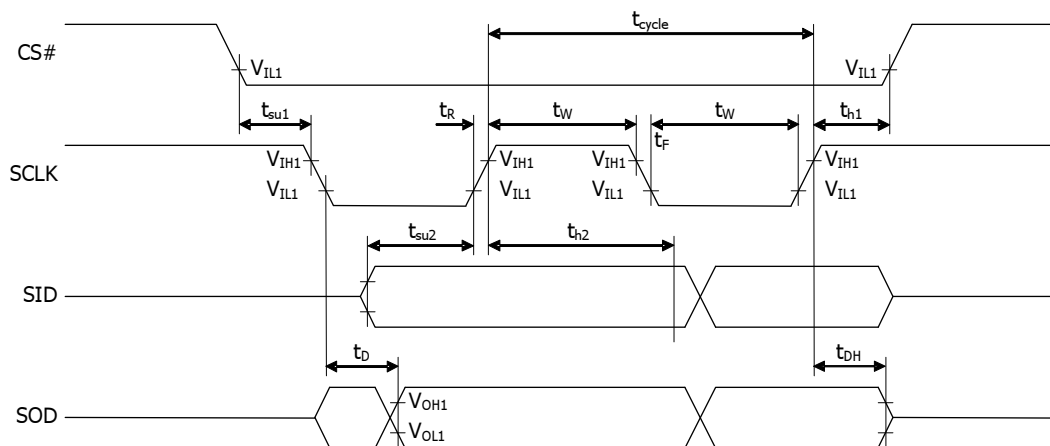 t_cycle
CS#
V_IL1 V_IL1
t_su1 t_R t_W t_W t_h1
t_F
V_IH1 V_IH1 V_IH1
SCLK
V_IL1 V_IL1 V_IL1 V_IL1
t_su2 t_h2
SID
t_D t_DH
V_OH1
SOD
V_OL1